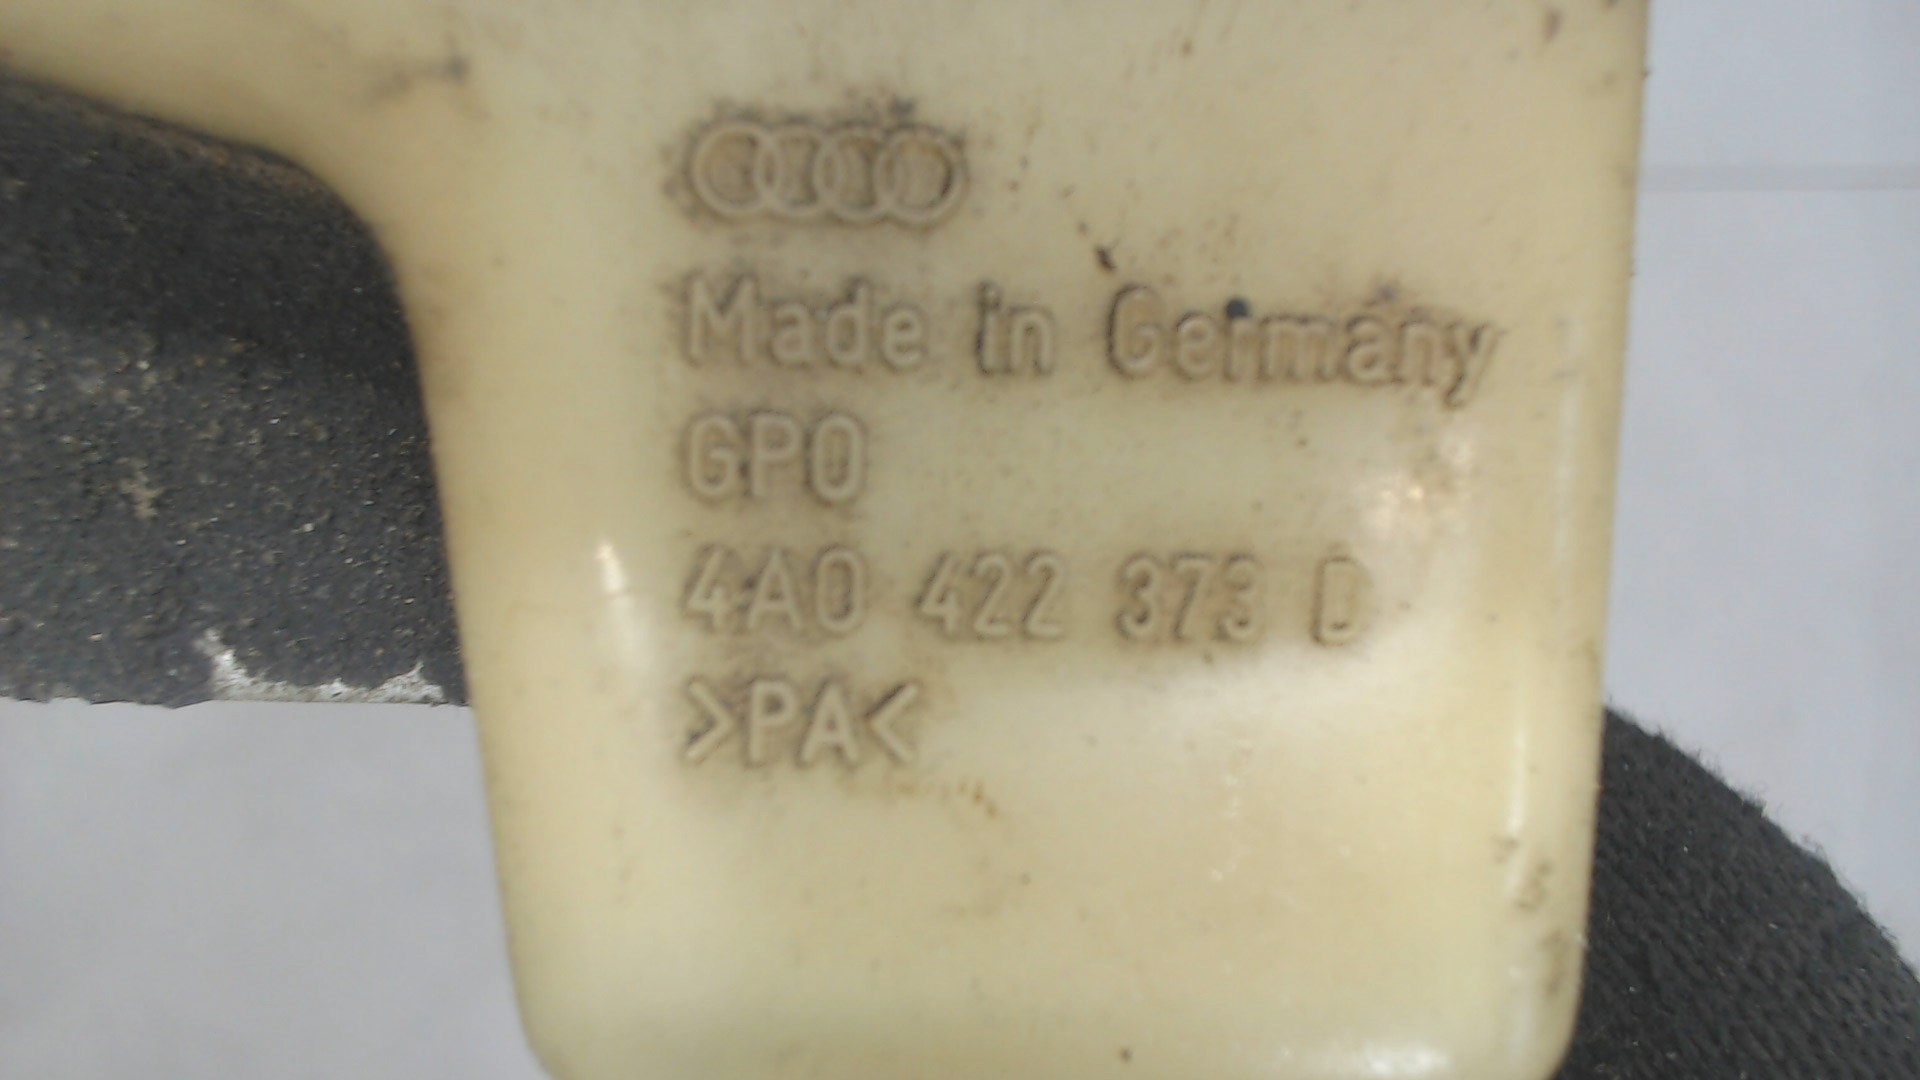 Made in Germany
GPO
4A0 422 373 D
>PA<